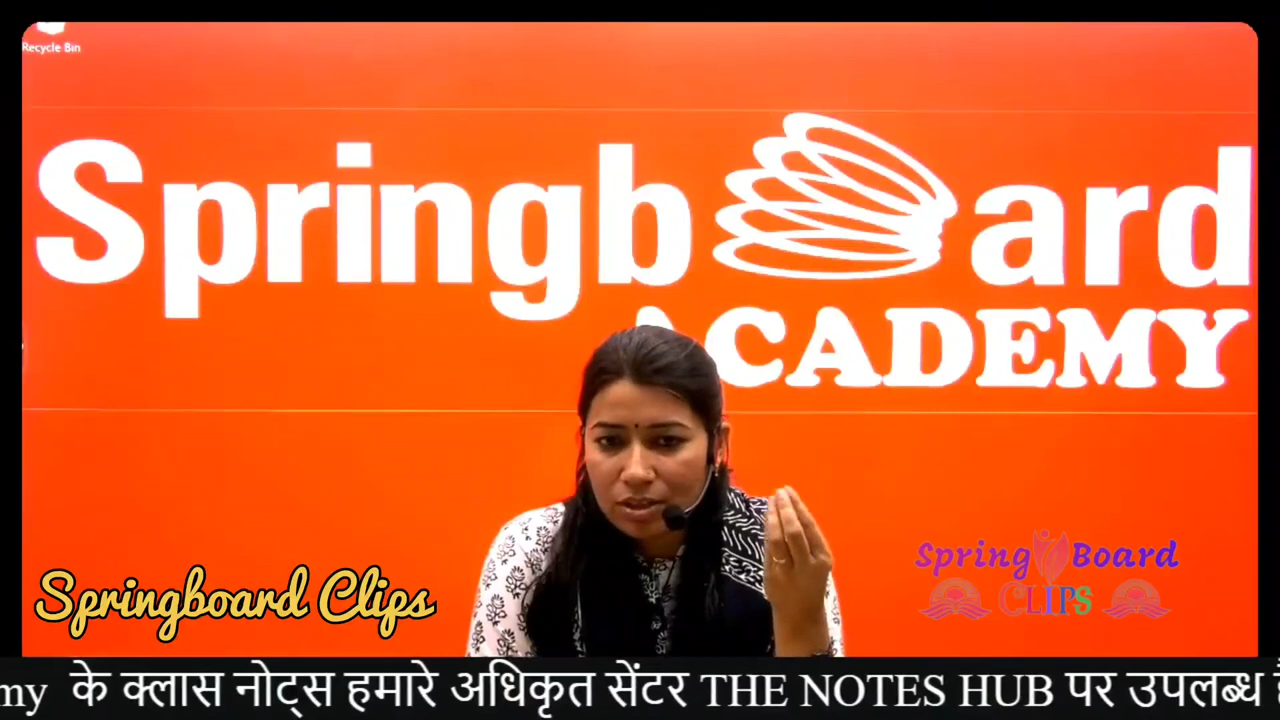 Recycle Bin
Springboard
ACADEMY
Spring Board
CLIPS
Springboard Clips
my के क्लास नोट्स हमारे अधिकृत सेंटर THE NOTES HUB पर उपलब्ध